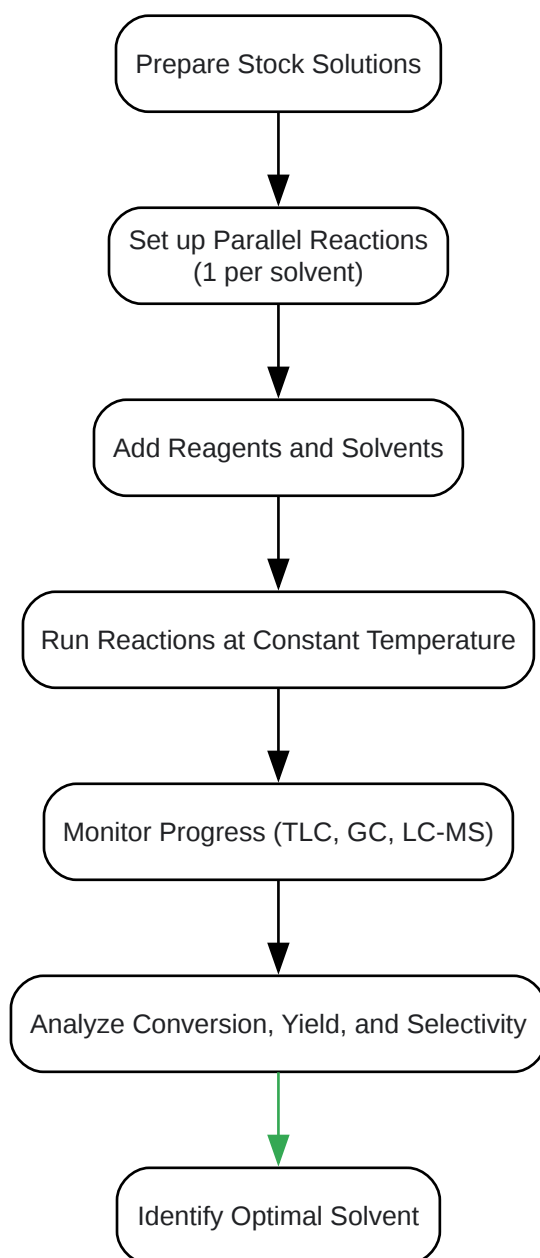 Prepare Stock Solutions
Set up Parallel Reactions
(1 per solvent)
Add Reagents and Solvents
Run Reactions at Constant Temperature
Monitor Progress (TLC, GC, LC-MS)
Analyze Conversion, Yield, and Selectivity
Identify Optimal Solvent